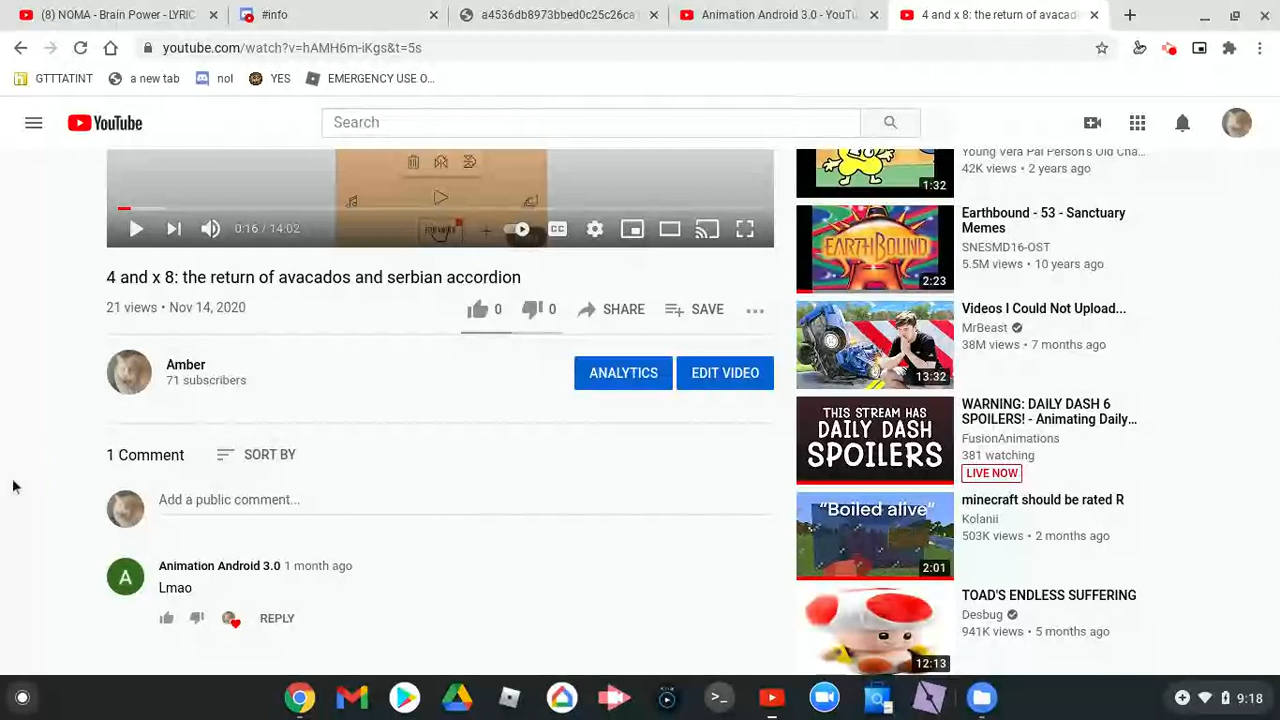 (8) NOMA - Brain Power - LYRIC
#info
a4536db8973bbed0c25c26ca
Animation Android 3.0 - YouTu
4 and x 8: the return of avacado
youtube.com/watch?v=hAMH6m-iKgs&t=5s
GTTTATINT
a new tab
nol
YES
EMERGENCY USE O...
YouTube
Search
0:16 / 14:02
CC
4 and x 8: the return of avacados and serbian accordion
21 views • Nov 14, 2020
0
0
SHARE
SAVE
Amber
71 subscribers
ANALYTICS
EDIT VIDEO
1 Comment
SORT BY
Add a public comment...
A
Animation Android 3.0 1 month ago
Lmao
REPLY
Young Vera Pal Person's Old Cha...
42K views • 2 years ago
1:32
EARTHBOUND
2:23
Earthbound - 53 - Sanctuary
Memes
SNESMD16-OST
5.5M views • 10 years ago
13:32
Videos I Could Not Upload...
MrBeast
38M views • 7 months ago
THIS STREAM HAS
DAILY DASH
SPOILERS
WARNING: DAILY DASH 6
SPOILERS! - Animating Daily...
FusionAnimations
381 watching
LIVE NOW
"Boiled alive"
2:01
minecraft should be rated R
Kolanii
503K views • 2 months ago
12:13
TOAD'S ENDLESS SUFFERING
Desbug
941K views • 5 months ago
9:18